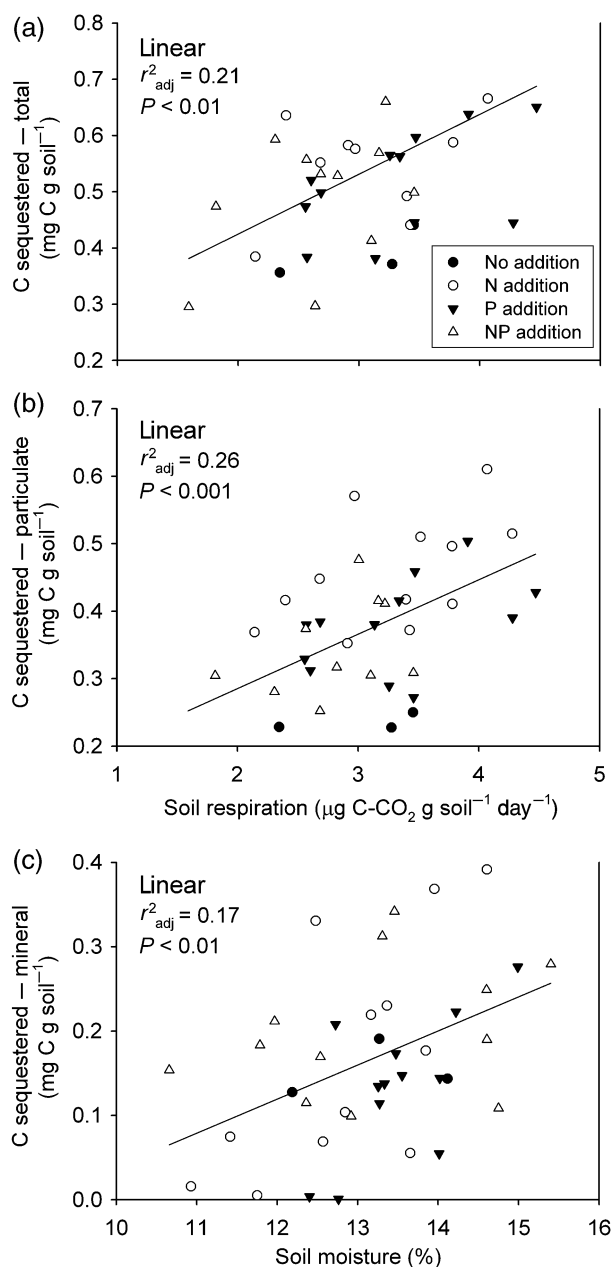 (a)
Linear
r²adj = 0.21
P < 0.01
C sequestered – total
(mg C g soil⁻¹)
0.8
0.7
0.6
0.5
0.4
0.3
0.2
No addition
N addition
P addition
NP addition
(b)
Linear
r²adj = 0.26
P < 0.001
C sequestered – particulate
(mg C g soil⁻¹)
0.7
0.6
0.5
0.4
0.3
0.2
1 2 3 4 5
Soil respiration (μg C-CO₂ g soil⁻¹ day⁻¹)
(c)
Linear
r²adj = 0.17
P < 0.01
C sequestered – mineral
(mg C g soil⁻¹)
0.4
0.3
0.2
0.1
0.0
10 11 12 13 14 15 16
Soil moisture (%)